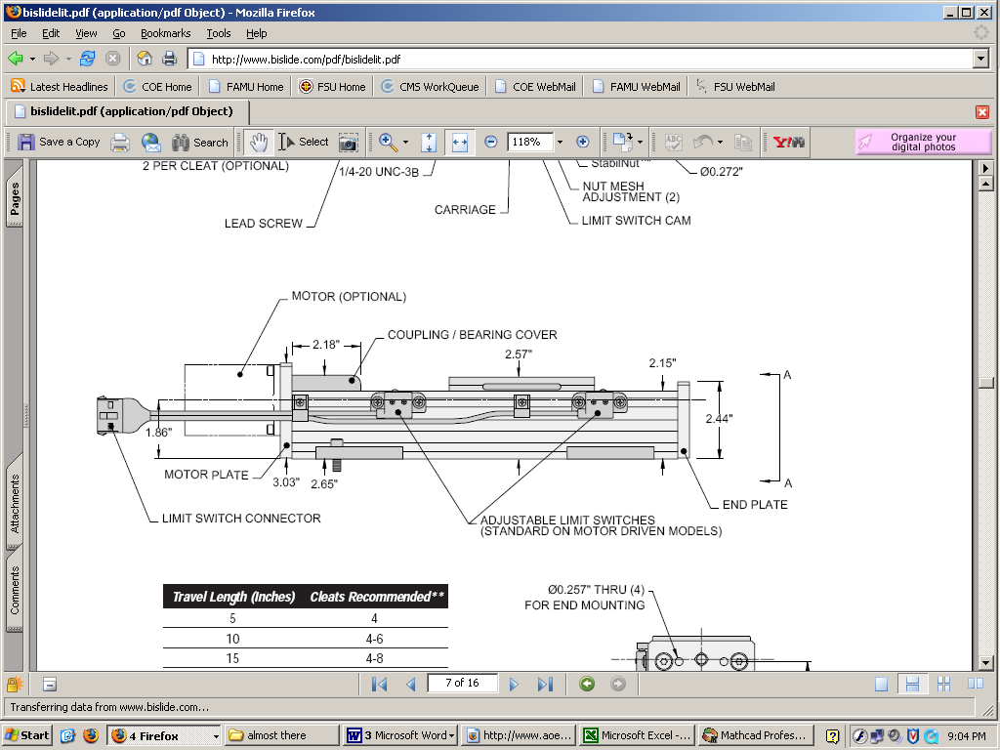 bislidelit.pdf (application/pdf Object) - Mozilla Firefox
File Edit View Go Bookmarks Tools Help
http://www.bislide.com/pdf/bislidelit.pdf
Latest Headlines COE Home FAMU Home FSU Home CMS WorkQueue COE WebMail FAMU WebMail FSU WebMail
bislidelit.pdf (application/pdf Object)
Save a Copy Search Select 118% Y! Organize your
digital photos
Pages
Attachments
Comments
2 PER CLEAT (OPTIONAL)
1/4-20 UNC-3B
StabilNut™
Ø0.272"
NUT MESH
ADJUSTMENT (2)
CARRIAGE
LIMIT SWITCH CAM
LEAD SCREW
MOTOR (OPTIONAL)
COUPLING / BEARING COVER
2.18"
2.57"
2.15"
A
2.44"
1.86"
MOTOR PLATE
3.03"
2.65"
A
END PLATE
LIMIT SWITCH CONNECTOR
ADJUSTABLE LIMIT SWITCHES
(STANDARD ON MOTOR DRIVEN MODELS)
Travel Length (Inches) Cleats Recommended**
5 4
10 4-6
15 4-8
Ø0.257" THRU (4)
FOR END MOUNTING
7 of 16
Transferring data from www.bislide.com...
Start 4 Firefox almost there 3 Microsoft Word http://www.aoe... Microsoft Excel -... Mathcad Profes... 9:04 PM